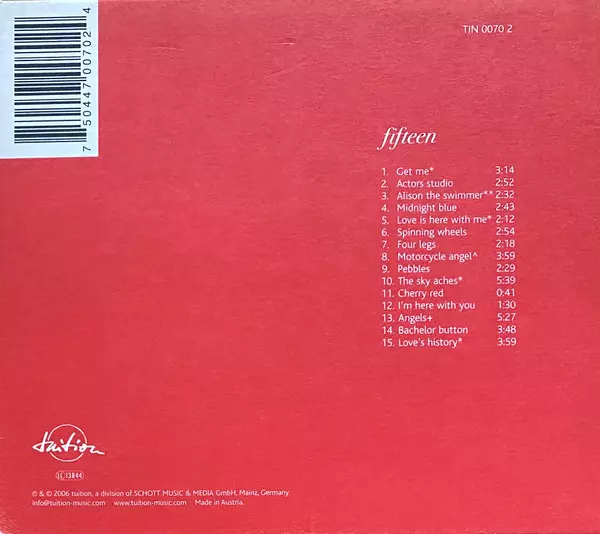 TIN 0070 2
7 50447 00702 4
fifteen
1. Get me* 3:14
2. Actors studio 2:52
3. Alison the swimmer** 2:32
4. Midnight blue 2:43
5. Love is here with me* 2:12
6. Spinning wheels 2:54
7. Four legs 2:18
8. Motorcycle angel^ 3:59
9. Pebbles 2:29
10. The sky aches* 5:39
11. Cherry red 0:41
12. I'm here with you 1:30
13. Angels+ 5:27
14. Bachelor button 3:48
15. Love's history* 3:59
tuition
LC 13844
℗ & © 2006 tuition, a division of SCHOTT MUSIC & MEDIA GmbH, Mainz, Germany
info@tuition-music.com www.tuition-music.com Made in Austria.